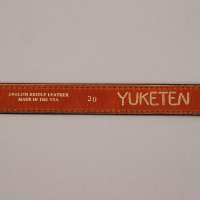 ENGLISH BRIDLE LEATHER
MADE IN THE USA
30
YUKETEN